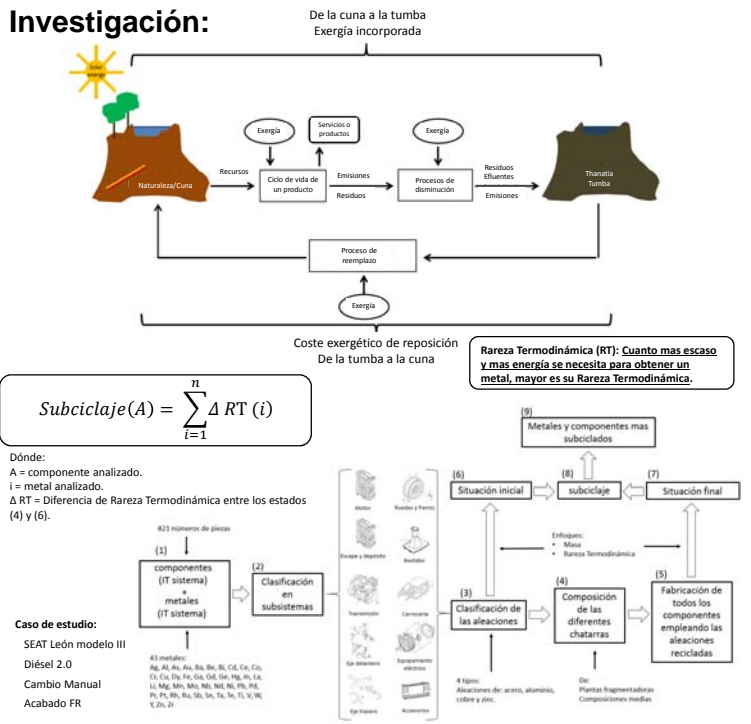 Investigación:
De la cuna a la tumba
Exergía incorporada
Solar
energy
Naturaleza/Cuna
Recursos
Exergía
Servicios o
productos
Ciclo de vida de
un producto
Emisiones
Residuos
Exergía
Procesos de
disminución
Residuos
Efluentes
Emisiones
Thanatia
Tumba
Proceso de
reemplazo
Exergía
Coste exergético de reposición
De la tumba a la cuna
Rareza Termodinámica (RT): Cuanto mas escaso
y mas energía se necesita para obtener un
metal, mayor es su Rareza Termodinámica.
Subciclaje(A) = ∑ⁿᵢ₌₁ Δ RT (i)
Dónde:
A = componente analizado.
i = metal analizado.
Δ RT = Diferencia de Rareza Termodinámica entre los estados
(4) y (6).
821 números de piezas
(1)
componentes
(IT sistema)
+
metales
(IT sistema)
43 metales:
Ag, Al, As, Au, Ba, Be, Bi, Cd, Ce, Co,
Cr, Cu, Dy, Fe, Ga, Gd, Ge, Hg, In, La,
Li, Mg, Mn, Mo, Nb, Nd, Ni, Pb, Pd,
Pr, Pt, Rh, Ru, Sb, Sn, Ta, Te, Ti, V, W,
Y, Zn, Zr
Caso de estudio:
SEAT León modelo III
Diésel 2.0
Cambio Manual
Acabado FR
(2)
Clasificación
en
subsistemas
Motor
Ruedas y frenos
Escape y depósito
Bastidor
Transmisión
Carrocería
Eje delantero
Equipamiento
eléctrico
Eje trasero
Accesorios
(9)
Metales y componentes mas
subciclados
(6)
Situación inicial
(8)
subciclaje
(7)
Situación final
Enfoques:
• Masa
• Rareza Termodinámica
(3)
Clasificación de
las aleaciones
(4)
Composición
de las
diferentes
chatarras
(5)
Fabricación de
todos los
componentes
empleando las
aleaciones
recicladas
4 tipos:
Aleaciones de: acero, aluminio,
cobre y zinc.
De:
Plantas fragmentadoras
Composiciones medias